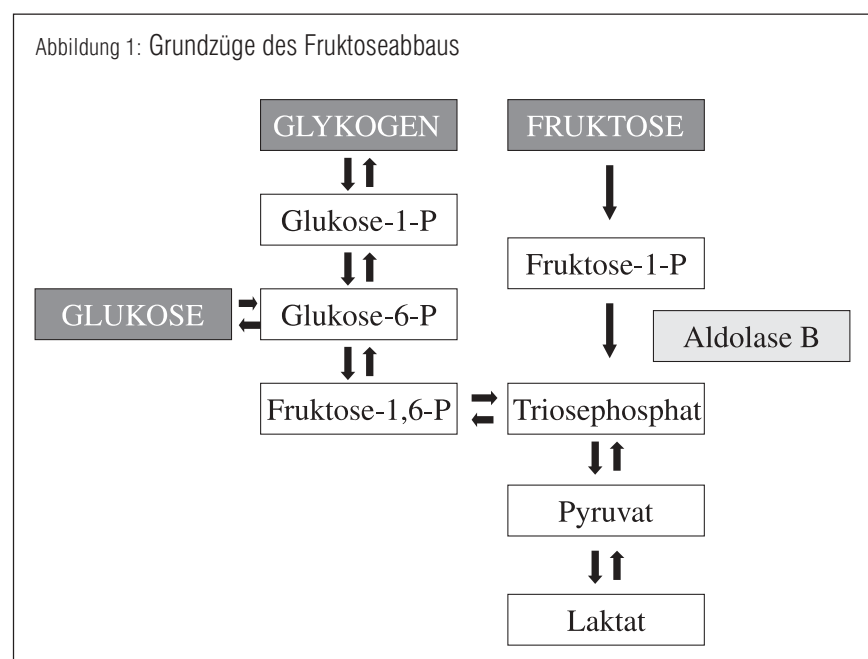 Abbildung 1: Grundzüge des Fruktoseabbaus
GLYKOGEN
FRUKTOSE
Glukose-1-P
Fruktose-1-P
GLUKOSE
Glukose-6-P
Aldolase B
Fruktose-1,6-P
Triosephosphat
Pyruvat
Laktat